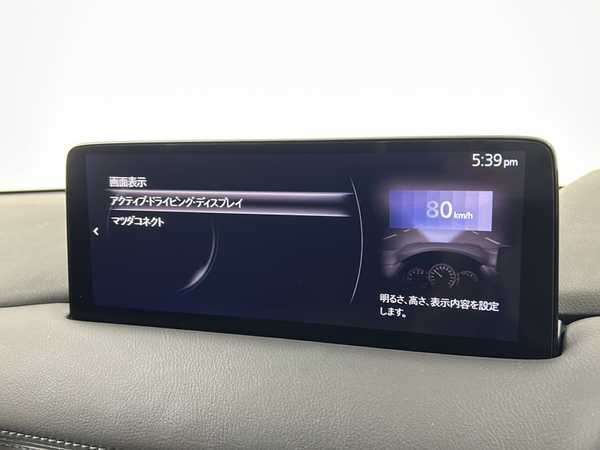 5:39 pm
画面表示
アクティブ・ドライビング・ディスプレイ
マツダコネクト
80 km/h
明るさ、高さ、表示内容を設定
します。